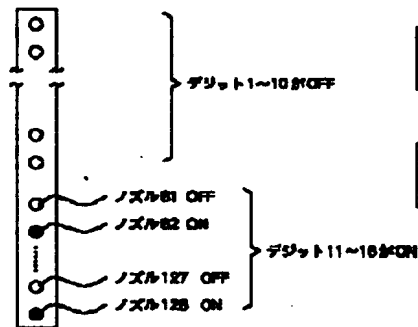 デジット1〜10がOFF
ノズル81 OFF
ノズル82 ON
デジット11〜16がON
ノズル127 OFF
ノズル128 ON